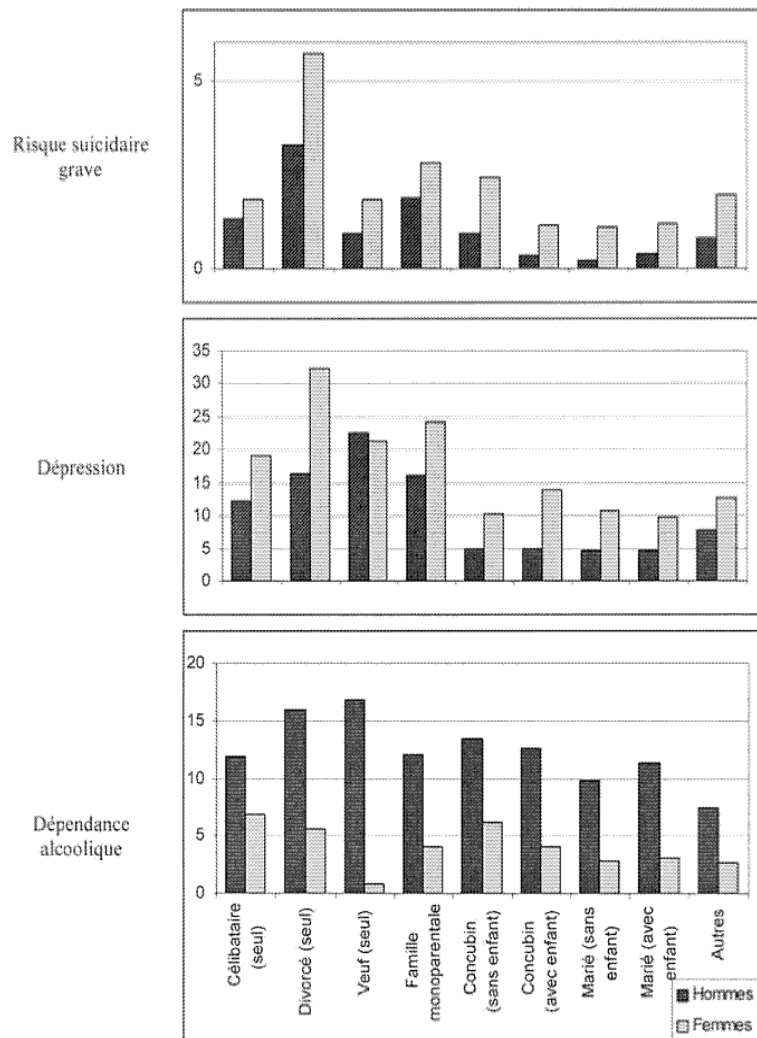 Risque suicidaire
grave
5
0
Dépression
35
30
25
20
15
10
5
0
Dépendance
alcoolique
20
15
10
5
0
Célibataire
(seul)
Divorcé (seul)
Veuf (seul)
Famille
monoparentale
Concubin
(sans enfant)
Concubin
(avec enfant)
Marié (sans
enfant)
Marié (avec
enfant)
Autres
Hommes
Femmes